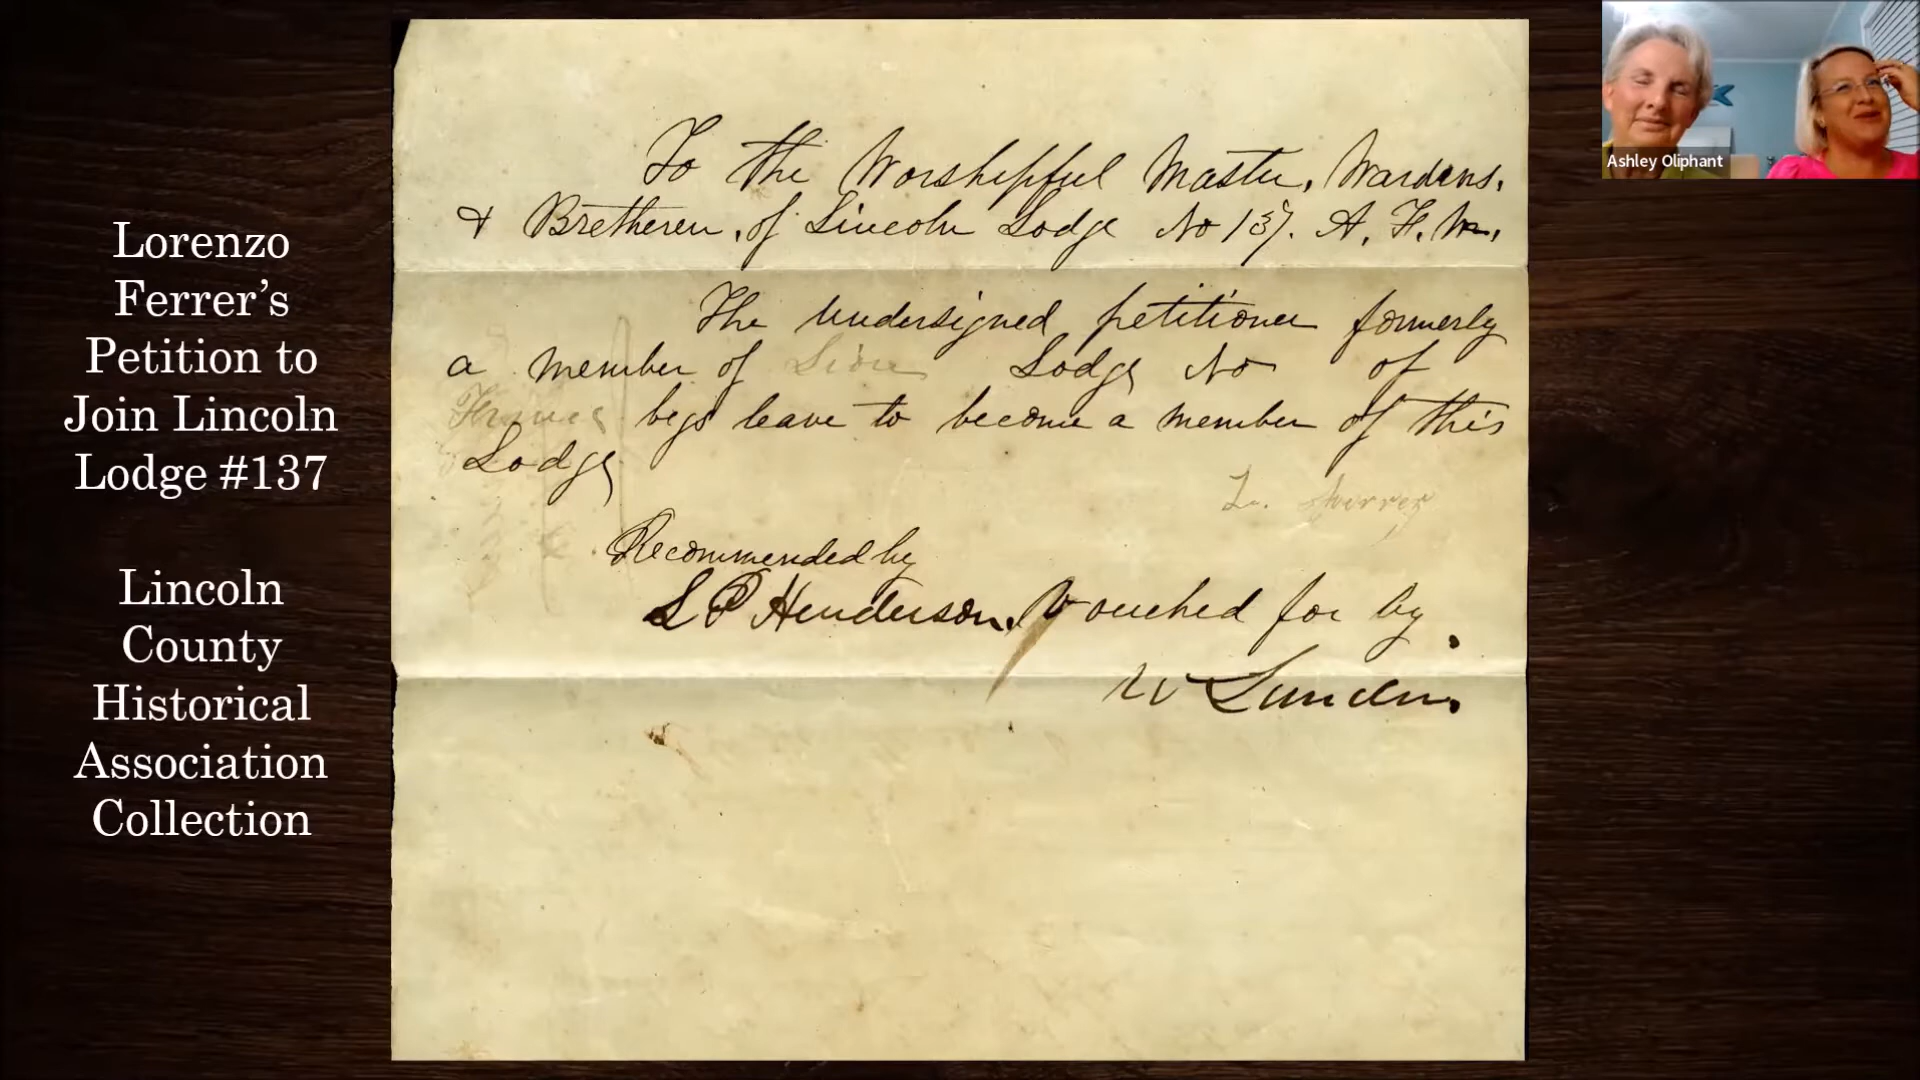 Lorenzo
Ferrer's
Petition to
Join Lincoln
Lodge #137
Lincoln
County
Historical
Association
Collection
To the Worshipful Master, Wardens,
& Bretheren, of Lincoln Lodge No 137. A. F. M.
The undersigned petitioner formerly
a member of Lodge No of
begs leave to become a member of this
Lodge
L. Ferrer
Recommended by
L P Henderson. Vouched for by
W
Ashley Oliphant